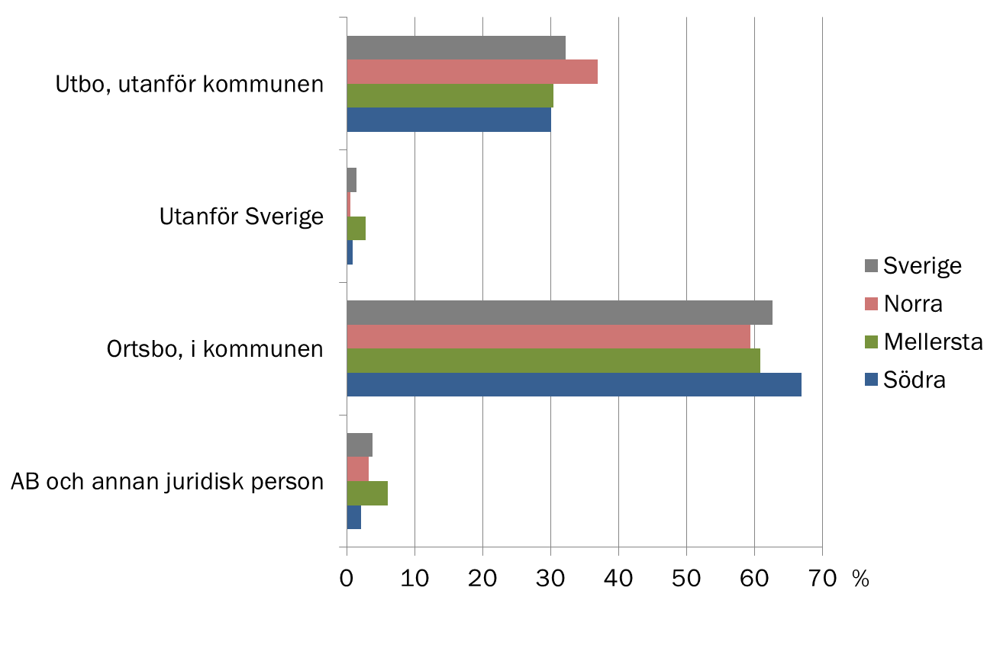 Utbo, utanför kommunen
Utanför Sverige
Ortsbo, i kommunen
AB och annan juridisk person
0 10 20 30 40 50 60 70 %
Sverige
Norra
Mellersta
Södra